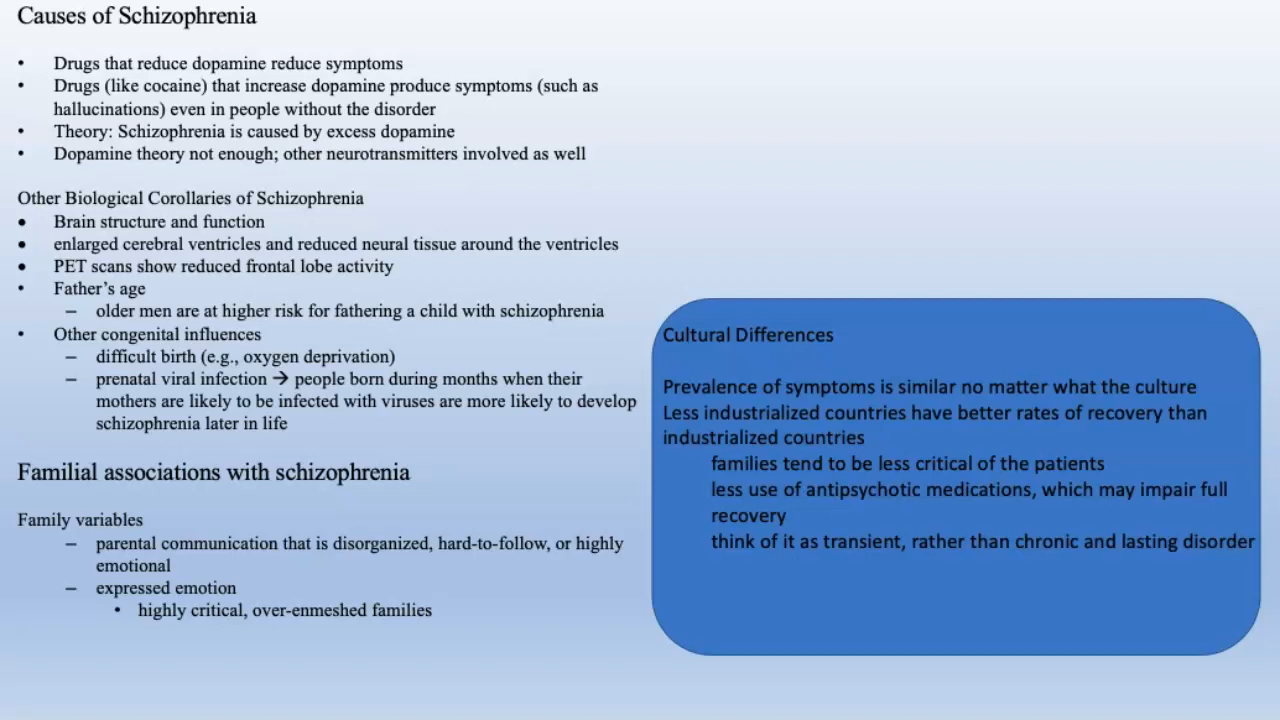 Causes of Schizophrenia
• Drugs that reduce dopamine reduce symptoms
• Drugs (like cocaine) that increase dopamine produce symptoms (such as
hallucinations) even in people without the disorder
• Theory: Schizophrenia is caused by excess dopamine
• Dopamine theory not enough; other neurotransmitters involved as well
Other Biological Corollaries of Schizophrenia
• Brain structure and function
• enlarged cerebral ventricles and reduced neural tissue around the ventricles
• PET scans show reduced frontal lobe activity
• Father's age
– older men are at higher risk for fathering a child with schizophrenia
• Other congenital influences
– difficult birth (e.g., oxygen deprivation)
– prenatal viral infection → people born during months when their
mothers are likely to be infected with viruses are more likely to develop
schizophrenia later in life
Familial associations with schizophrenia
Family variables
– parental communication that is disorganized, hard-to-follow, or highly
emotional
– expressed emotion
• highly critical, over-enmeshed families
Cultural Differences
Prevalence of symptoms is similar no matter what the culture
Less industrialized countries have better rates of recovery than
industrialized countries
families tend to be less critical of the patients
less use of antipsychotic medications, which may impair full
recovery
think of it as transient, rather than chronic and lasting disorder